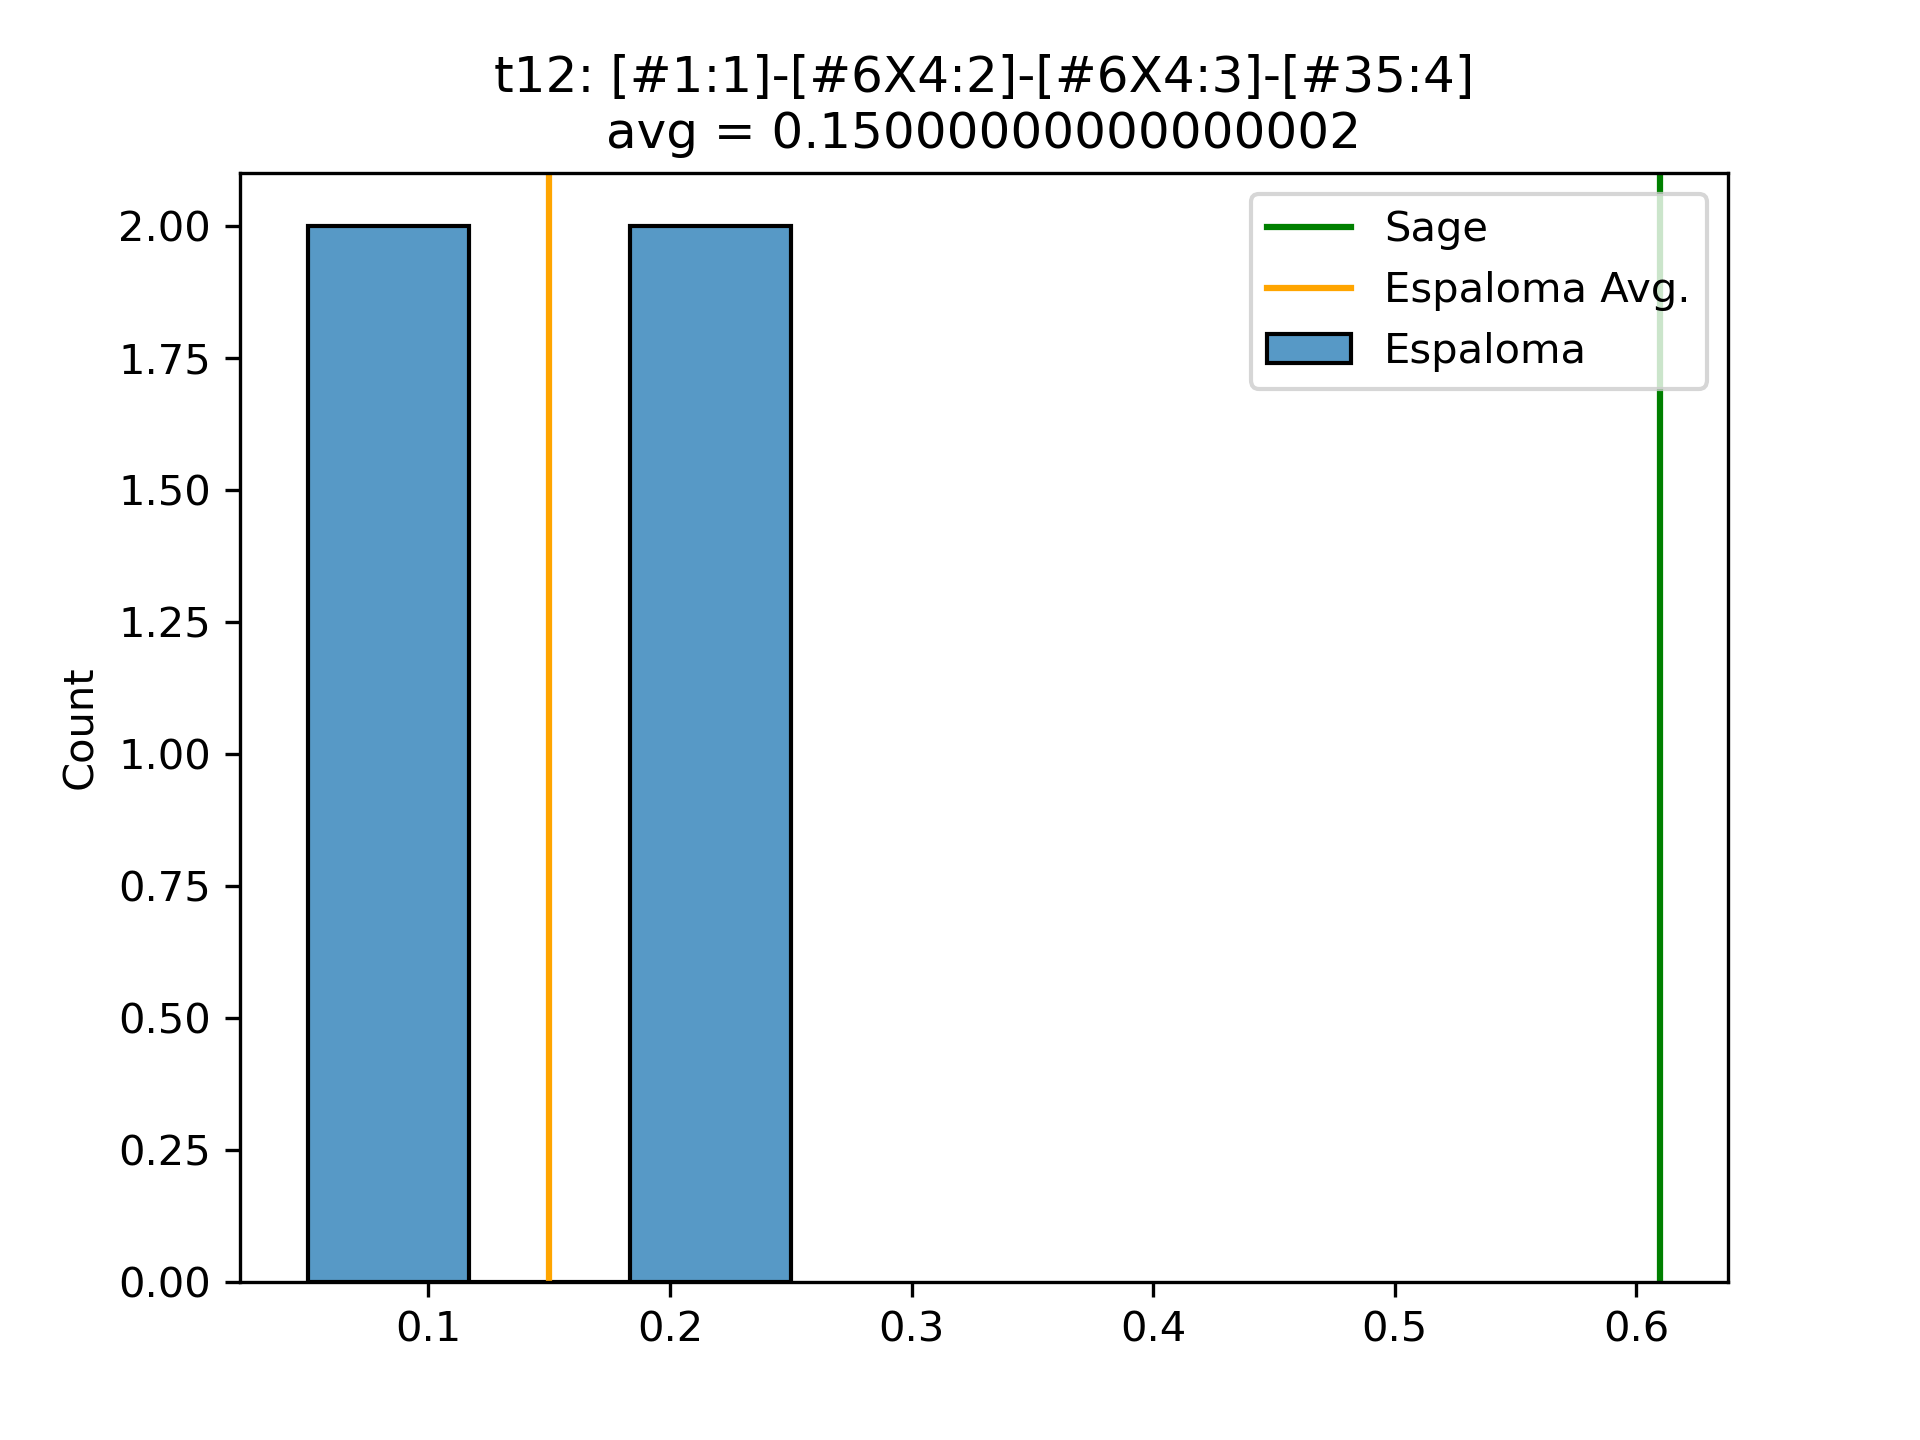 t12: [#1:1]-[#6X4:2]-[#6X4:3]-[#35:4]
avg = 0.15000000000000002
Sage
Espaloma Avg.
Espaloma
Count
2.00
1.75
1.50
1.25
1.00
0.75
0.50
0.25
0.00
0.1 0.2 0.3 0.4 0.5 0.6